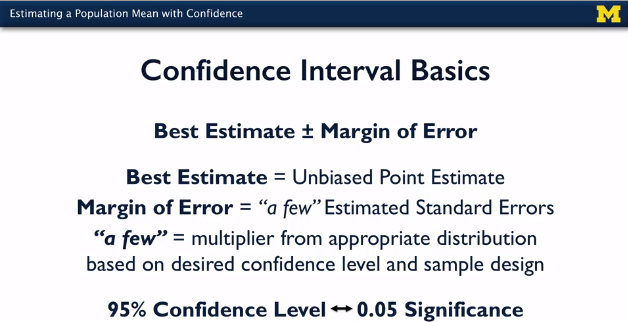 Estimating a Population Mean with Confidence
M
Confidence Interval Basics
Best Estimate ± Margin of Error
Best Estimate = Unbiased Point Estimate
Margin of Error = “a few” Estimated Standard Errors
“a few” = multiplier from appropriate distribution
based on desired confidence level and sample design
95% Confidence Level ↔ 0.05 Significance